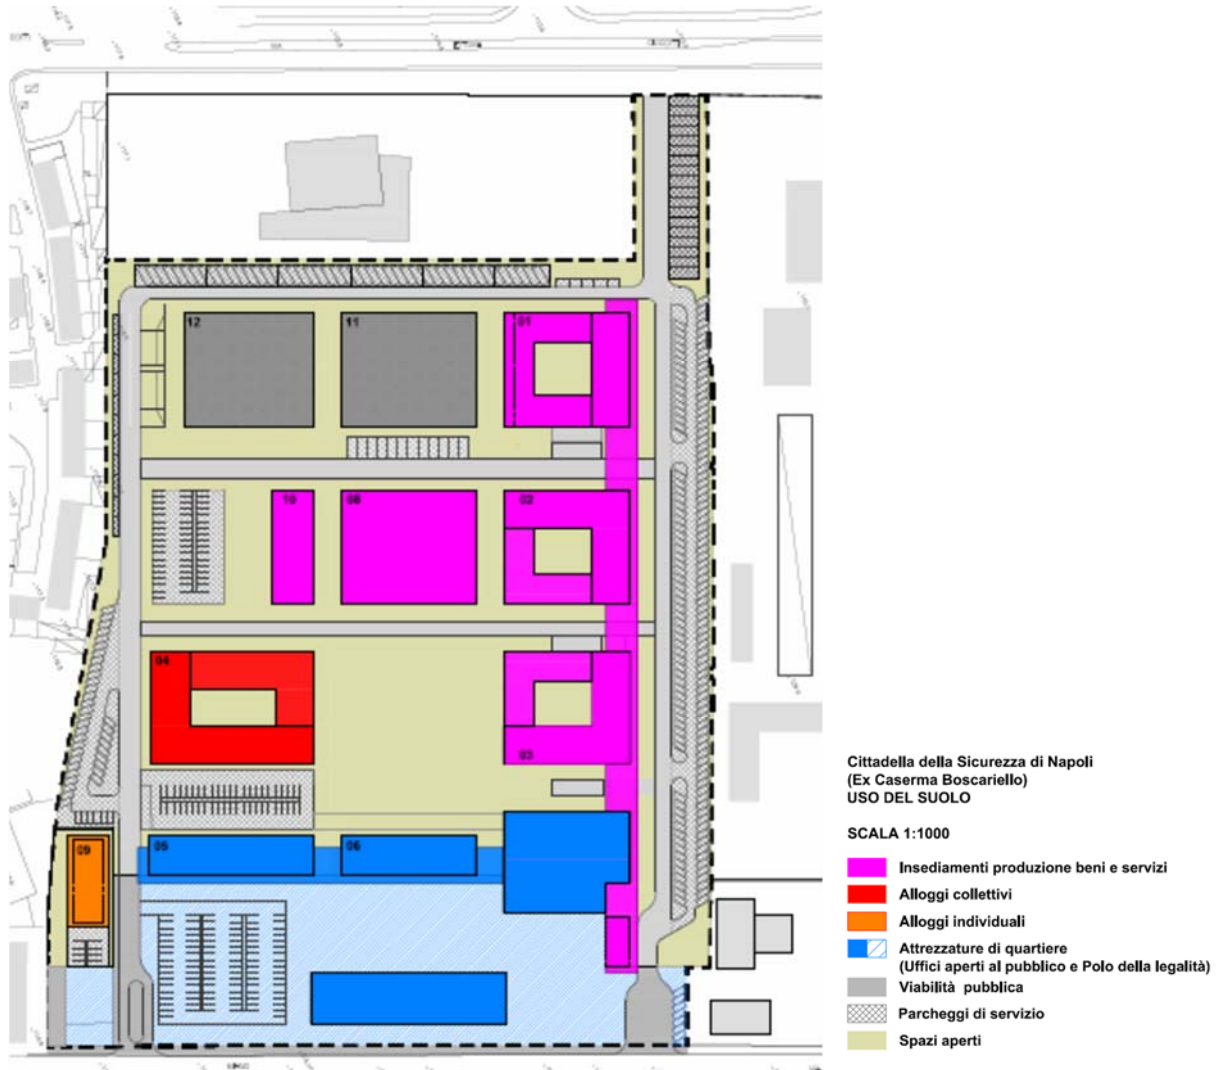 12
11
01
10
08
02
04
03
05
06
09
Cittadella della Sicurezza di Napoli
(Ex Caserma Boscariello)
USO DEL SUOLO
SCALA 1:1000
Insediamenti produzione beni e servizi
Alloggi collettivi
Alloggi individuali
Attrezzature di quartiere
(Uffici aperti al pubblico e Polo della legalità)
Viabilità pubblica
Parcheggi di servizio
Spazi aperti